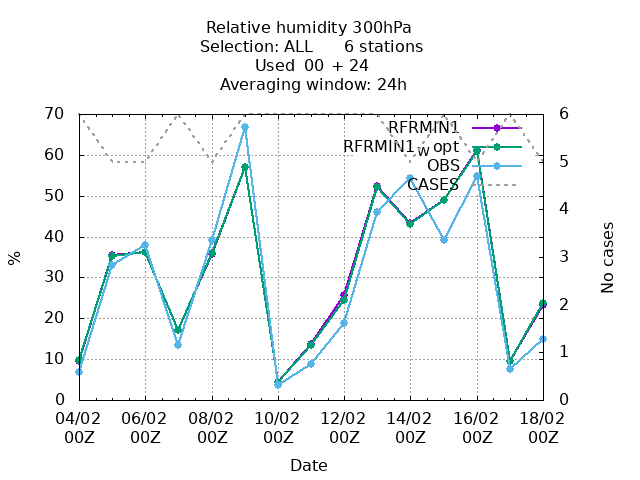 Relative humidity 300hPa
Selection: ALL      6 stations
Used  00 + 24
Averaging window: 24h
70 6
60 5
50
40 4
30 3
20 2
10 1
0 0
RFRMIN1
RFRMIN1_w opt
OBS
CASES
%
No cases
04/02 06/02 08/02 10/02 12/02 14/02 16/02 18/02
00Z 00Z 00Z 00Z 00Z 00Z 00Z 00Z
Date